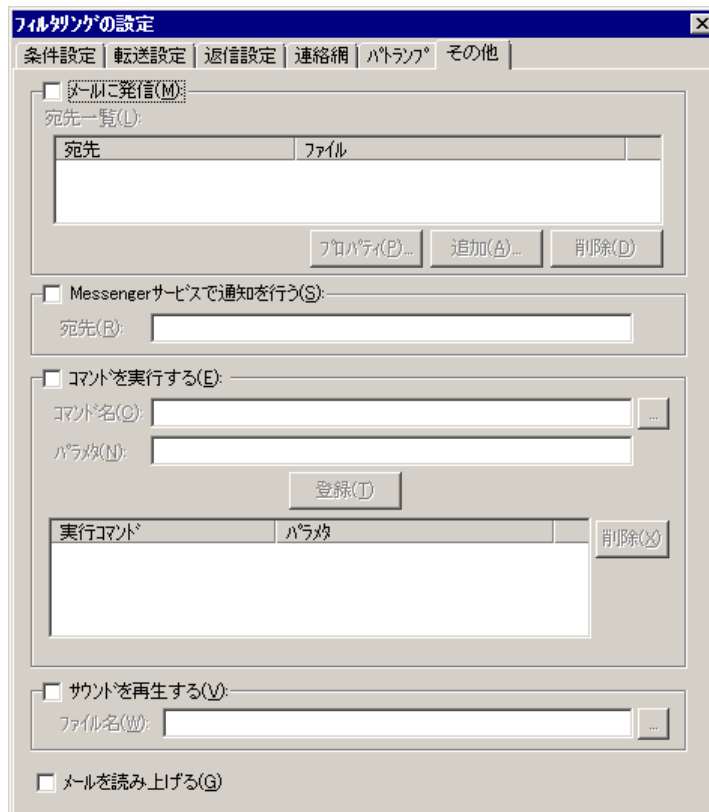 フィルタリングの設定
条件設定 転送設定 返信設定 連絡網 パトランプ その他
メールに発信(M):
宛先一覧(L):
宛先 ファイル
プロパティ(P)... 追加(A)... 削除(D)
Messengerサービスで通知を行う(S):
宛先(R):
コマンドを実行する(E):
コマンド名(C): ...
パラメタ(N):
登録(T)
実行コマンド パラメタ 削除(X)
サウンドを再生する(V):
ファイル名(W): ...
メールを読み上げる(G)